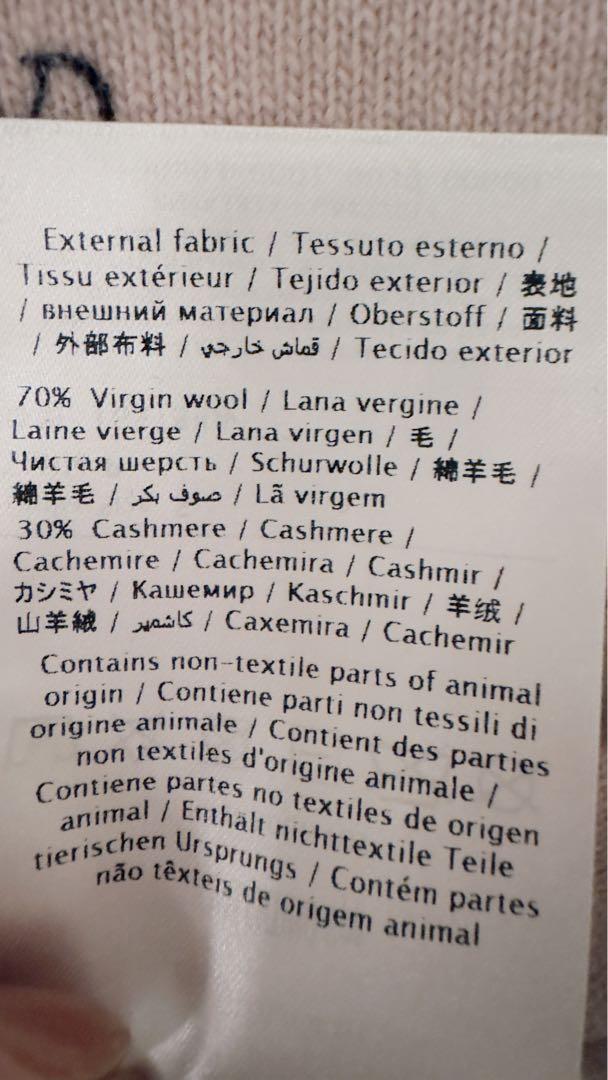 External fabric / Tessuto esterno /
Tissu extérieur / Tejido exterior / 表地
/ внешний материал / Oberstoff / 面料
/ 外部布料 / قماش خارجي / Tecido exterior
70% Virgin wool / Lana vergine /
Laine vierge / Lana virgen / 毛 /
Чистая шерсть / Schurwolle / 綿羊毛 /
綿羊毛 / صوف بكر / Lã virgem
30% Cashmere / Cashmere /
Cachemire / Cachemira / Cashmir /
カシミヤ / Кашемир / Kaschmir / 羊绒 /
山羊絨 / كاشمير / Caxemira / Cachemir
Contains non-textile parts of animal
origin / Contiene parti non tessili di
origine animale / Contient des parties
non textiles d'origine animale /
Contiene partes no textiles de origen
animal / Enthält nichttextile Teile
tierischen Ursprungs / Contém partes
não têxteis de origem animal